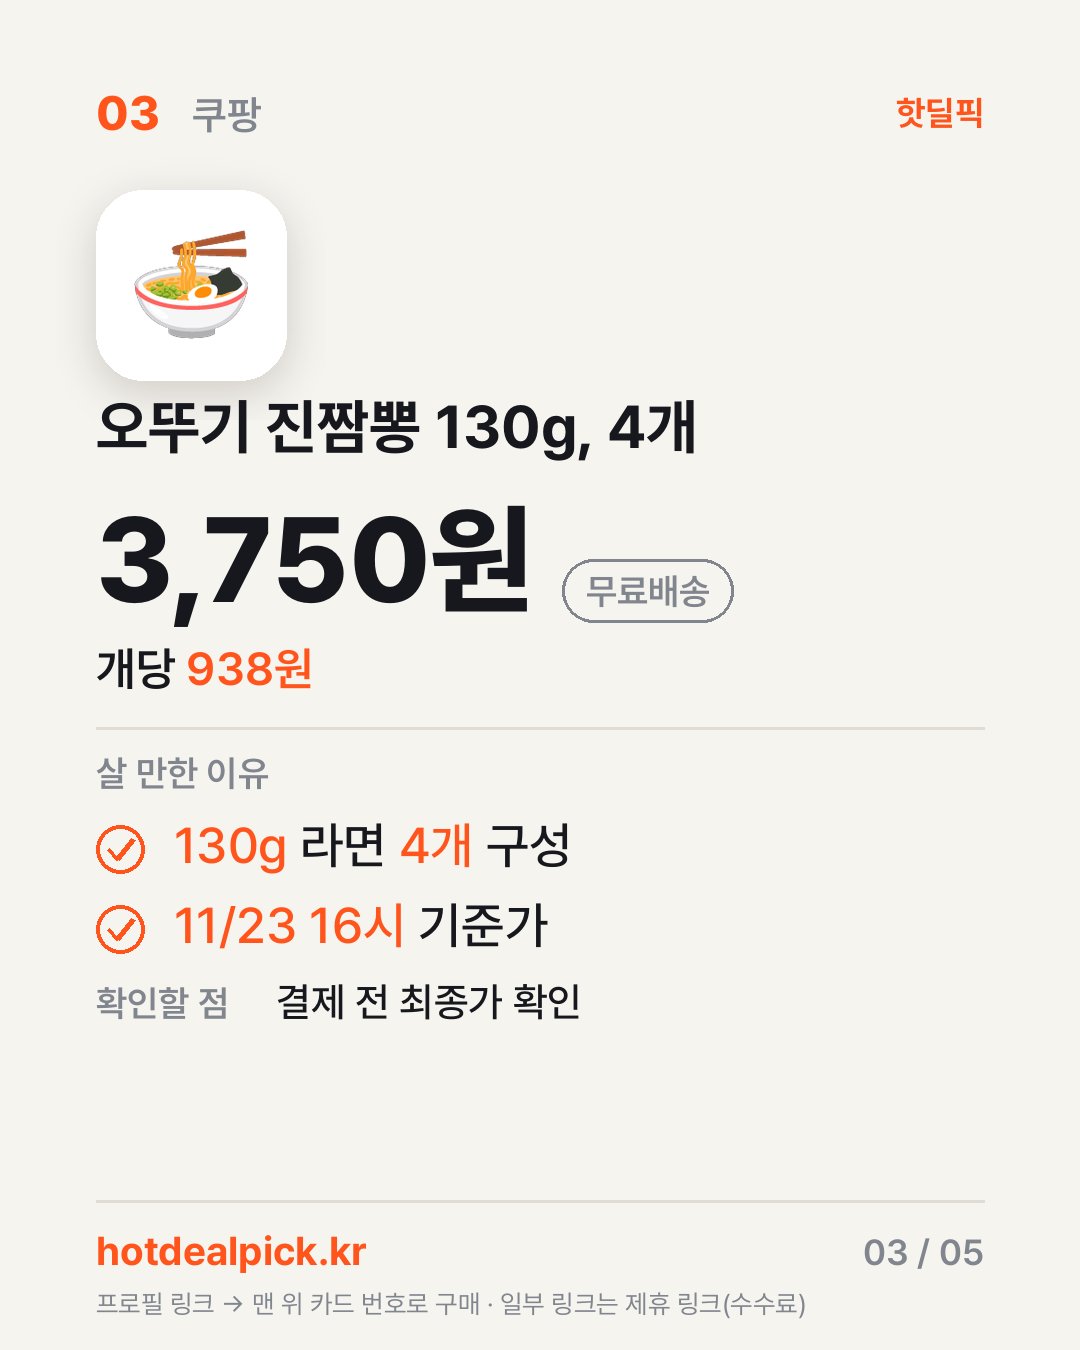 03 쿠팡
핫딜픽
오뚜기 진짬뽕 130g, 4개
3,750원 무료배송
개당 938원
살 만한 이유
130g 라면 4개 구성
11/23 16시 기준가
확인할 점 결제 전 최종가 확인
hotdealpick.kr
03 / 05
프로필 링크 → 맨 위 카드 번호로 구매 · 일부 링크는 제휴 링크(수수료)